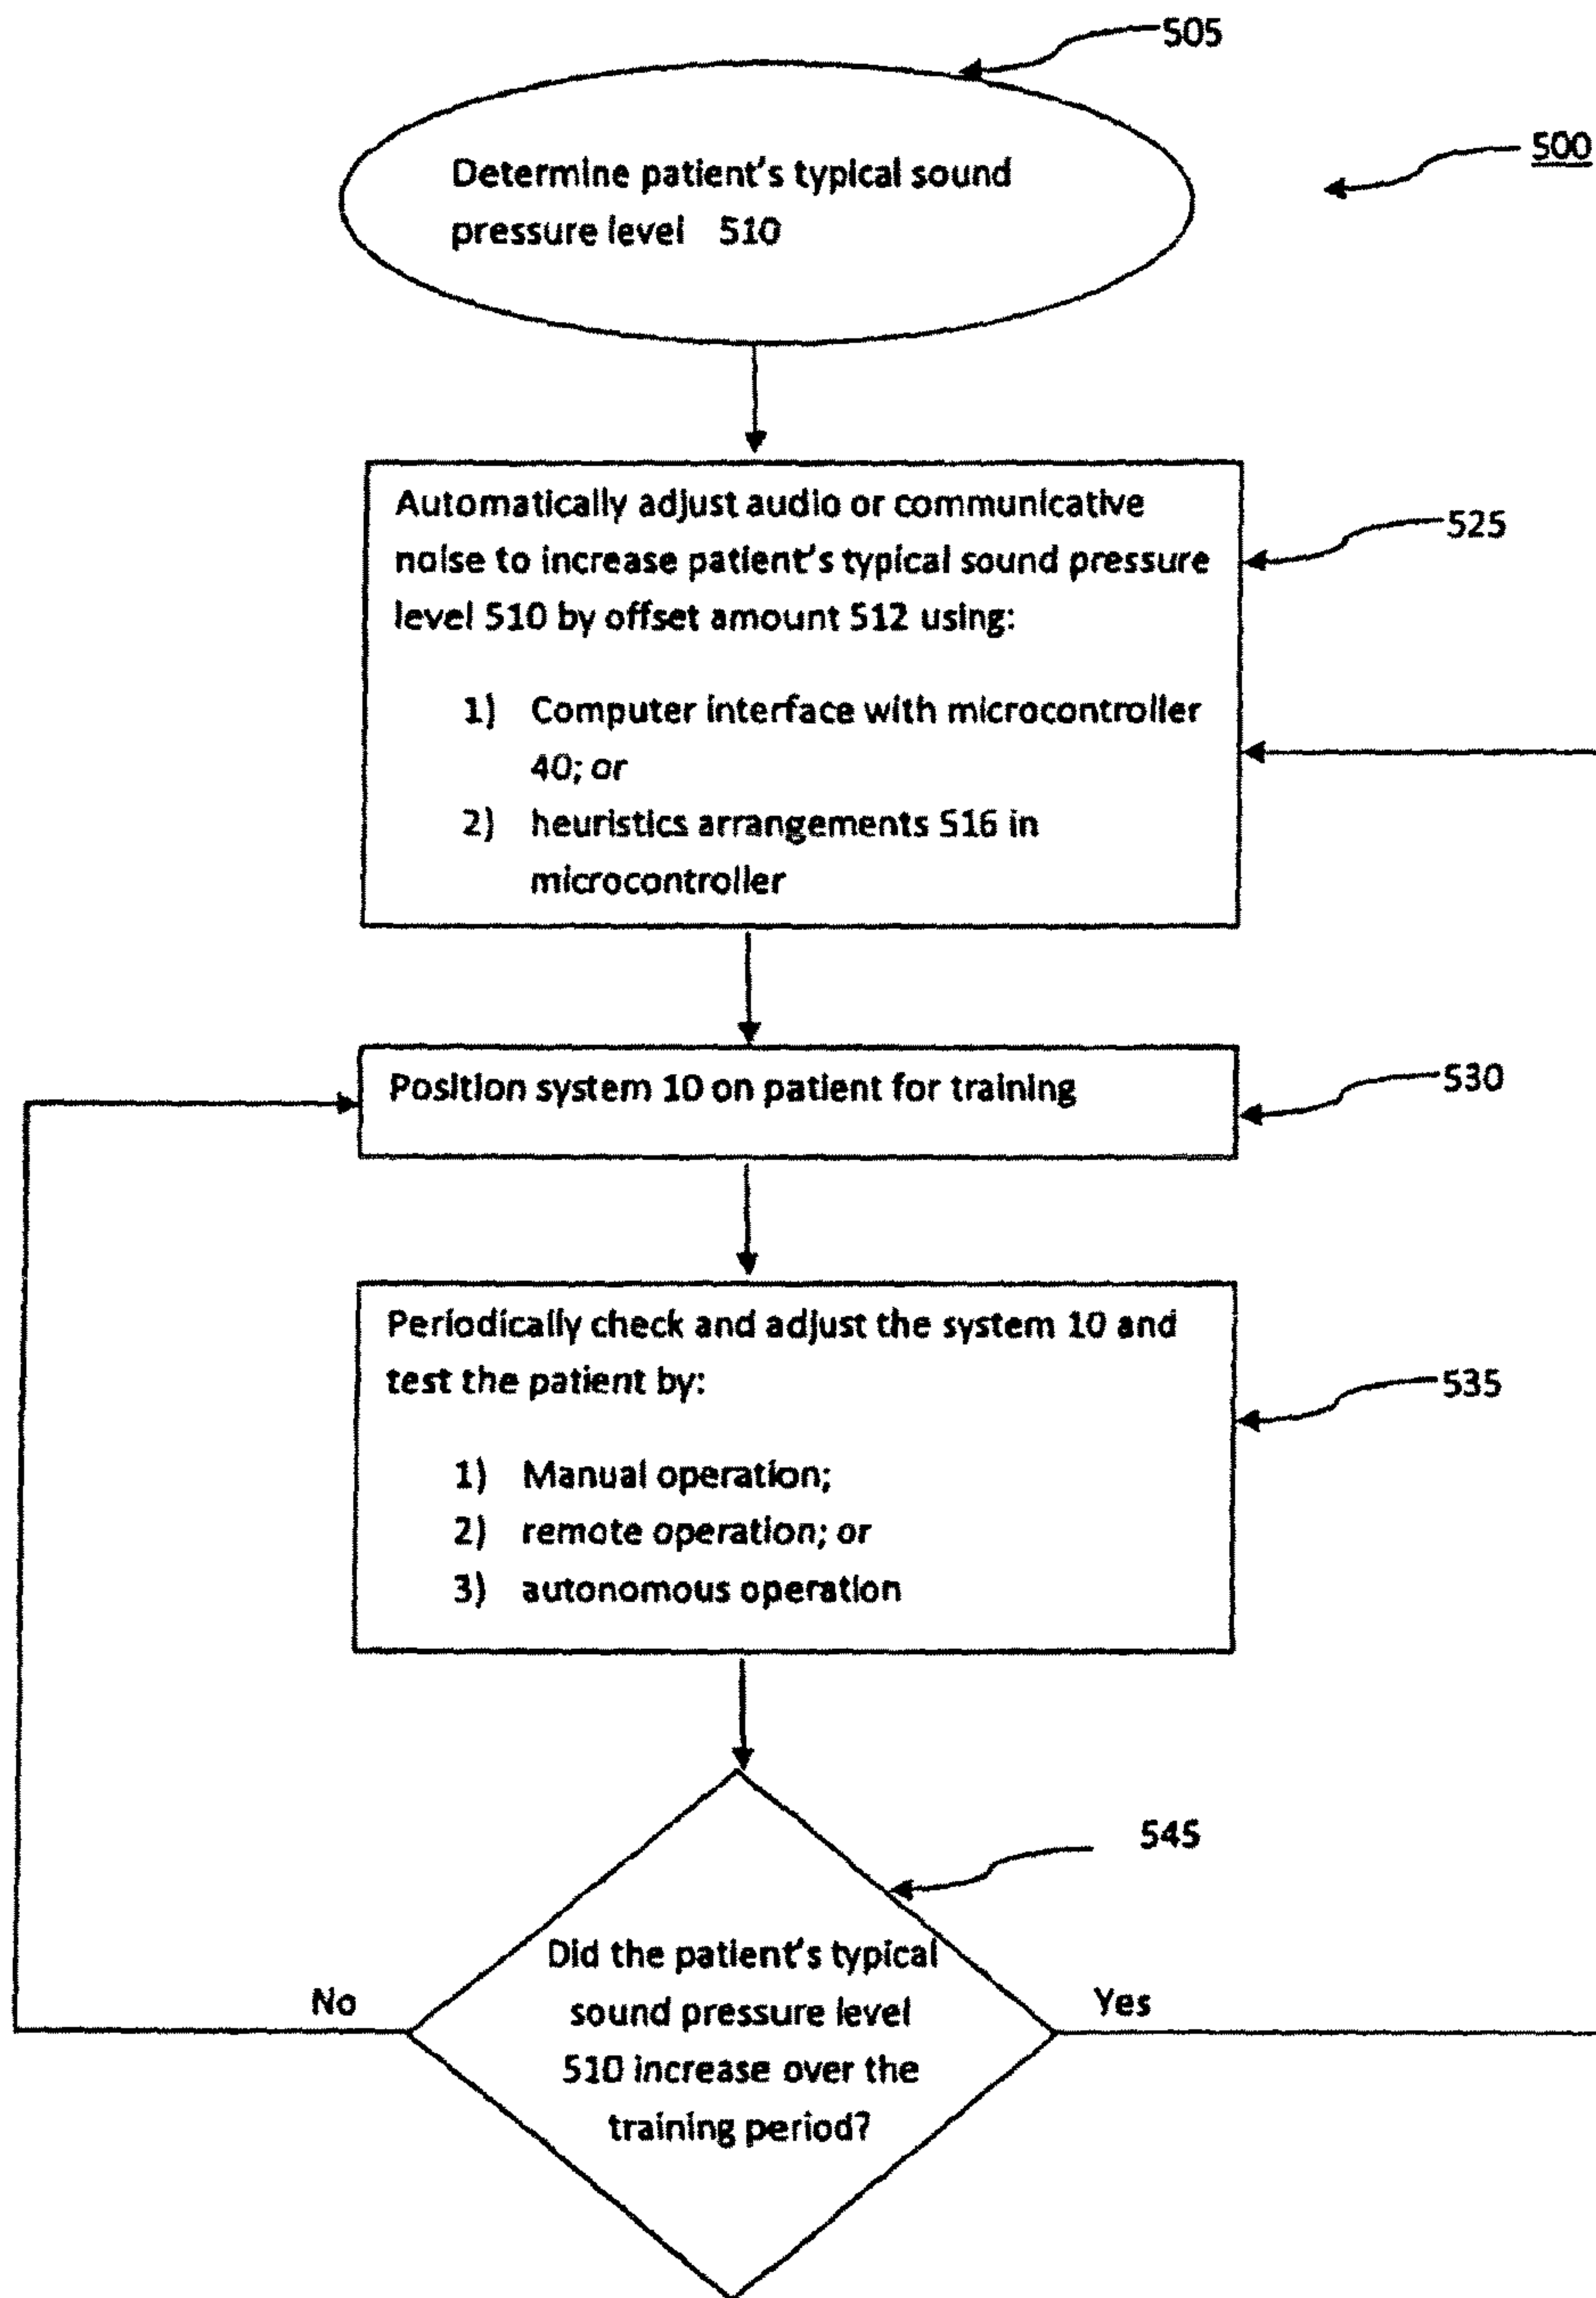 505
500
Determine patient's typical sound
pressure level 510
Automatically adjust audio or communicative
noise to increase patient's typical sound pressure
level 510 by offset amount 512 using:
525
1) Computer interface with microcontroller
40; or
2) heuristics arrangements 516 in
microcontroller
Position system 10 on patient for training
530
Periodically check and adjust the system 10 and
test the patient by:
535
1) Manual operation;
2) remote operation; or
3) autonomous operation
545
Did the patient's typical
sound pressure level
510 increase over the
training period?
No
Yes